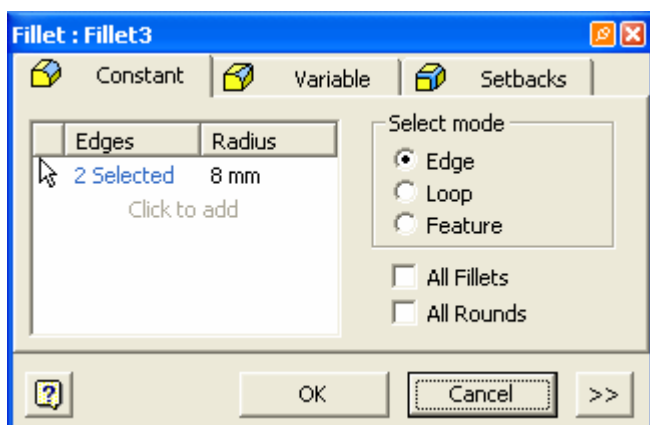 Fillet : Fillet3
Constant
Variable
Setbacks
Edges
Radius
2 Selected
8 mm
Click to add
Select mode
Edge
Loop
Feature
All Fillets
All Rounds
?
OK
Cancel
>>